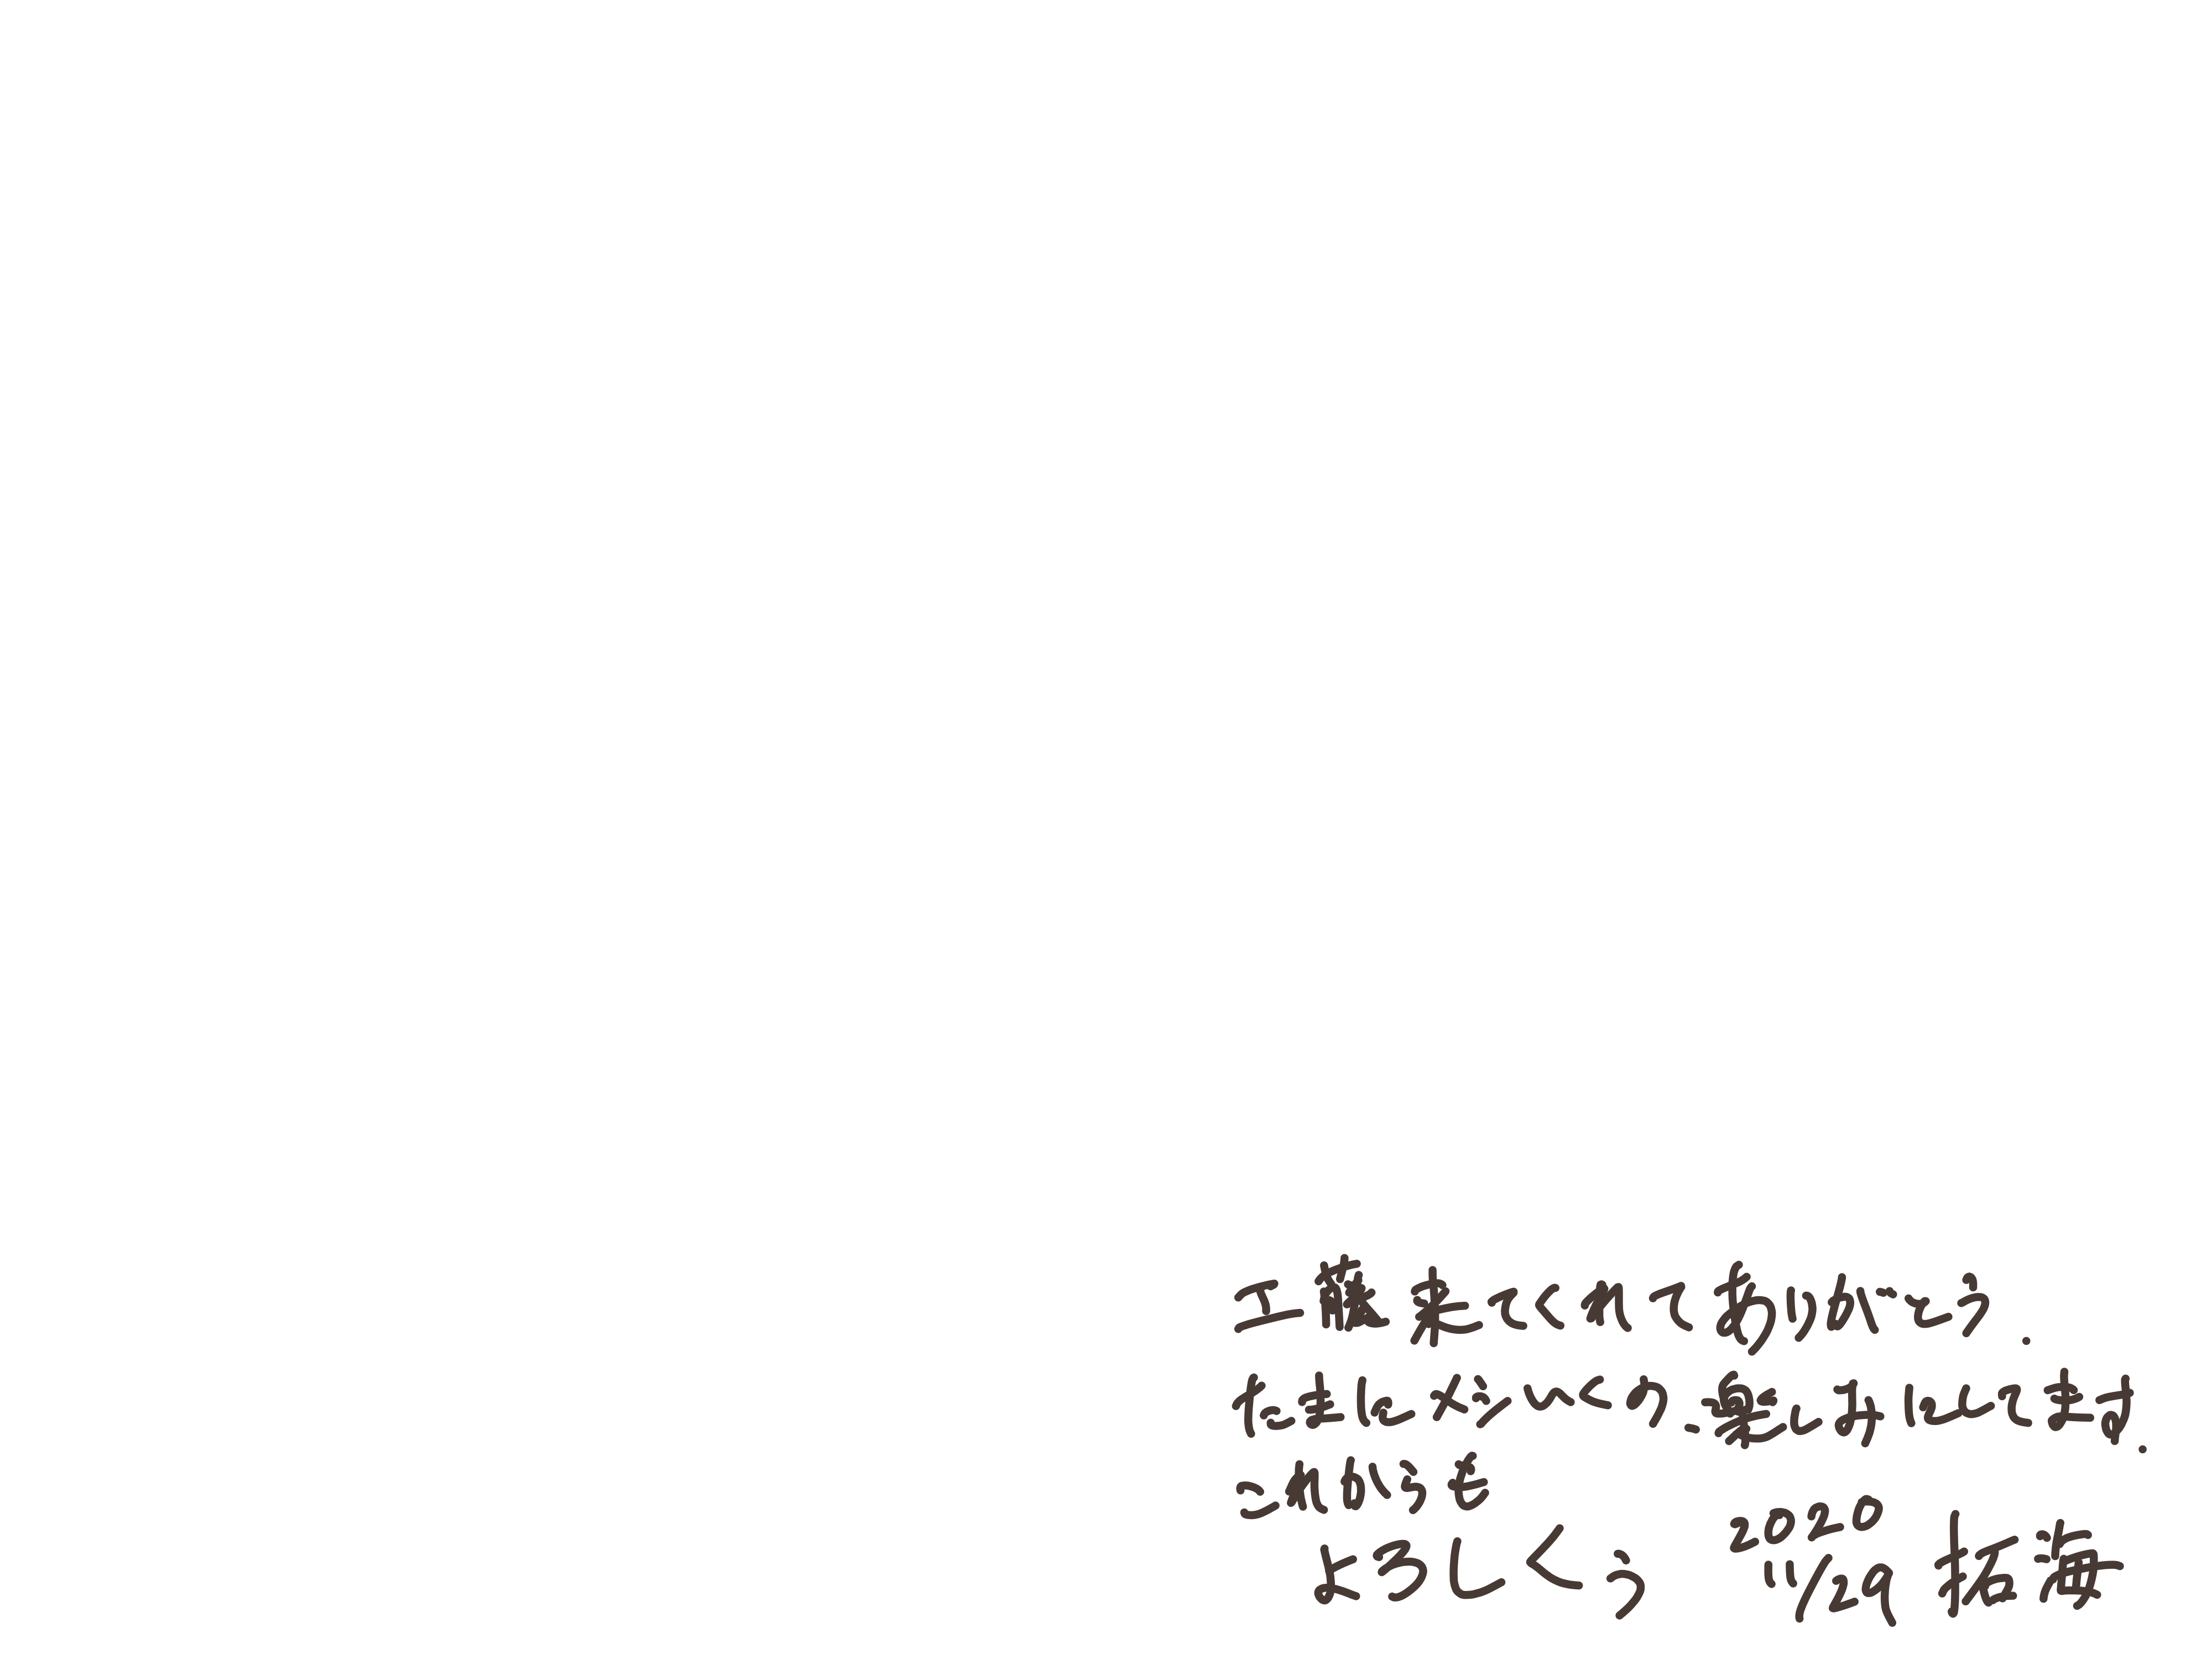 工藤 来てくれてありがとう.
たまにメシいくの、楽しみにしてます.
これからも
よろしくう
2020
11/29 拓海